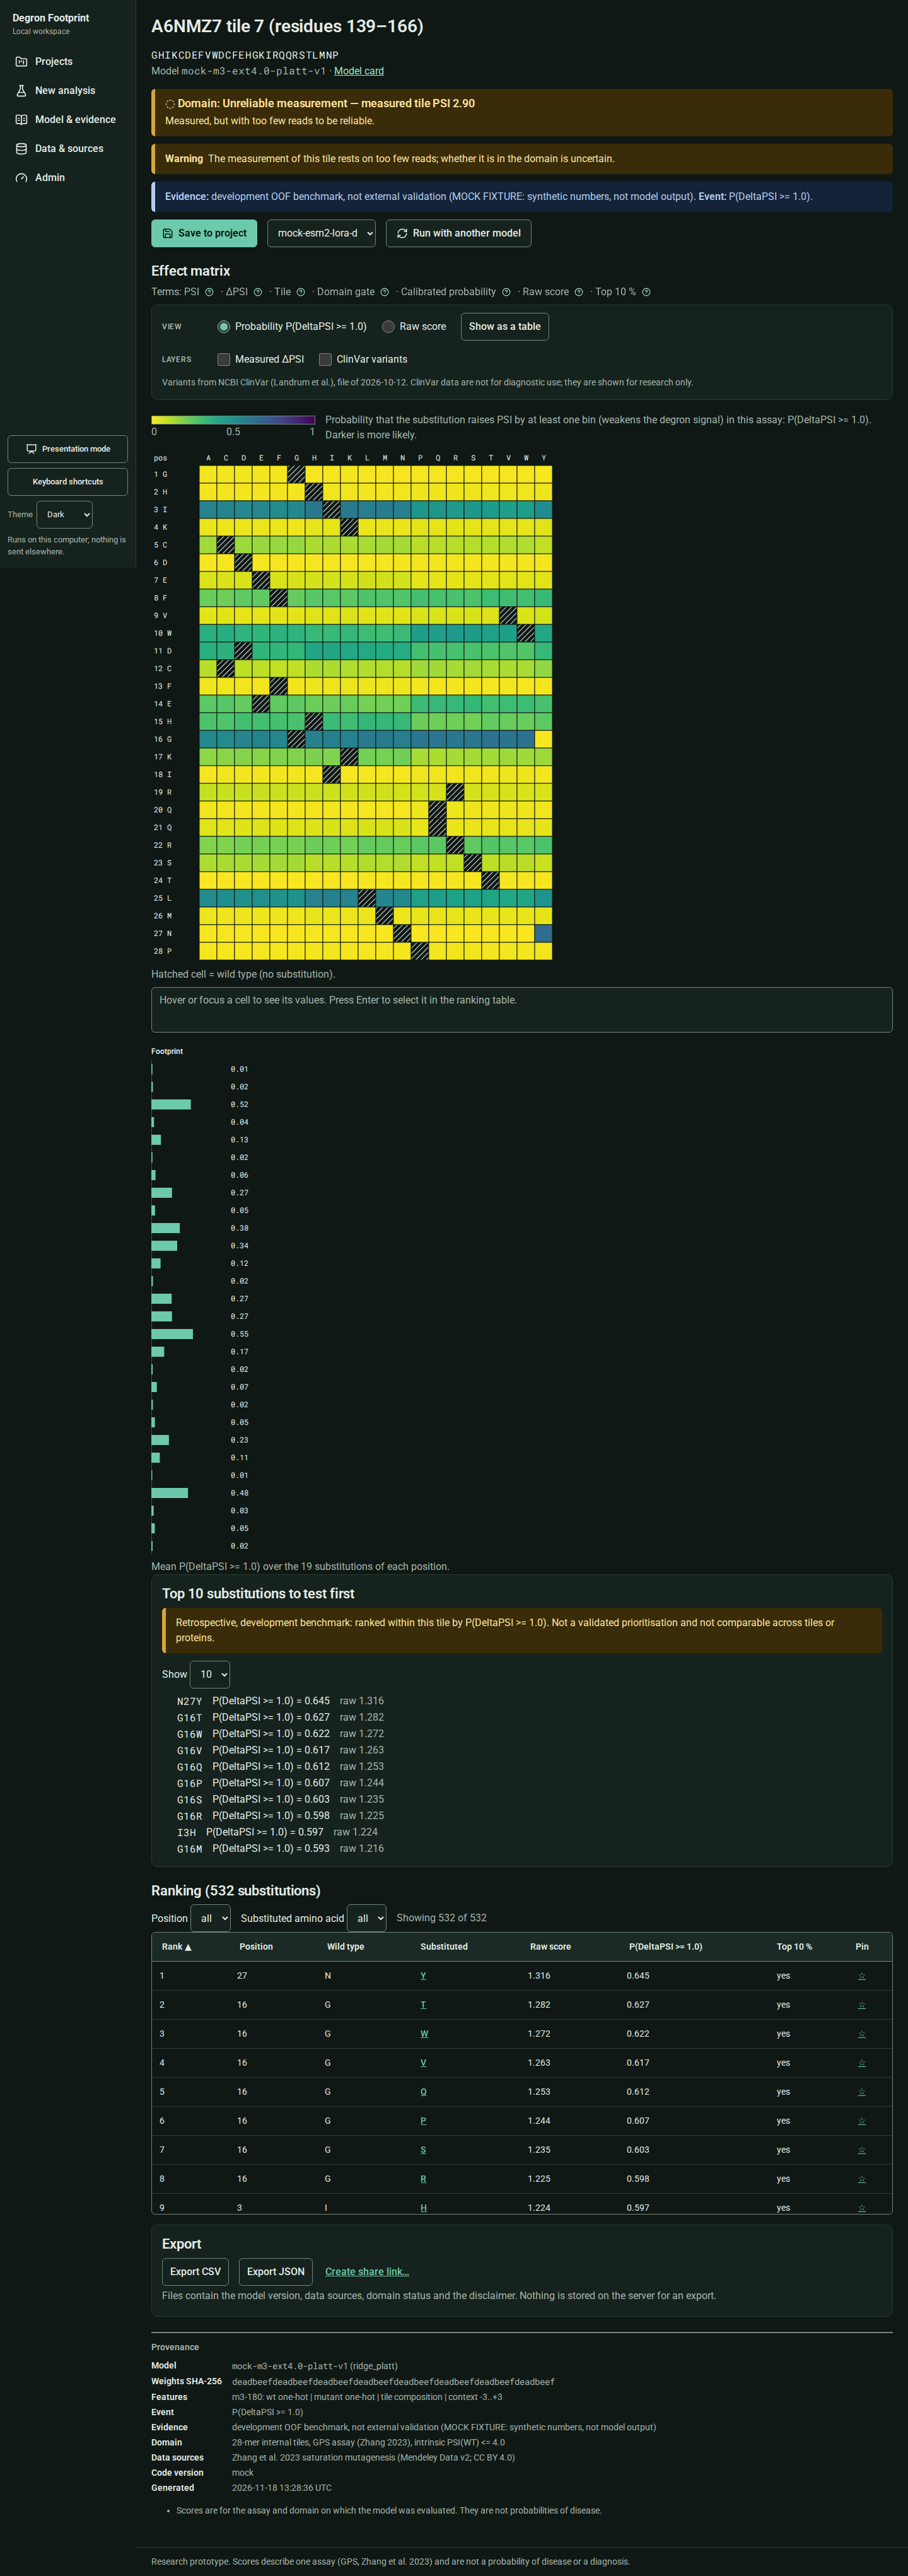 Degron Footprint
Local workspace
Projects
New analysis
Model & evidence
Data & sources
Admin
Presentation mode
Keyboard shortcuts
Theme Dark
Runs on this computer; nothing is
sent elsewhere.
A6NMZ7 tile 7 (residues 139–166)
GHIKCDEFVWDCFEHGKIRQQRSTLMNP
Model mock-m3-ext4.0-platt-v1 · Model card
Domain: Unreliable measurement — measured tile PSI 2.90
Measured, but with too few reads to be reliable.
Warning The measurement of this tile rests on too few reads; whether it is in the domain is uncertain.
Evidence: development OOF benchmark, not external validation (MOCK FIXTURE: synthetic numbers, not model output). Event: P(DeltaPSI >= 1.0).
Save to project mock-esm2-lora-d Run with another model
Effect matrix
Terms: PSI · ΔPSI · Tile · Domain gate · Calibrated probability · Raw score · Top 10 %
VIEW Probability P(DeltaPSI >= 1.0) Raw score Show as a table
LAYERS Measured ΔPSI ClinVar variants
Variants from NCBI ClinVar (Landrum et al.), file of 2026-10-12. ClinVar data are not for diagnostic use; they are shown for research only.
0 0.5 1
Probability that the substitution raises PSI by at least one bin (weakens the degron signal) in this assay: P(DeltaPSI >= 1.0).
Darker is more likely.
pos A C D E F G H I K L M N P Q R S T V W Y
1 G
2 H
3 I
4 K
5 C
6 D
7 E
8 F
9 V
10 W
11 D
12 C
13 F
14 E
15 H
16 G
17 K
18 I
19 R
20 Q
21 Q
22 R
23 S
24 T
25 L
26 M
27 N
28 P
Hatched cell = wild type (no substitution).
Hover or focus a cell to see its values. Press Enter to select it in the ranking table.
Footprint
0.01
0.02
0.52
0.04
0.13
0.02
0.06
0.27
0.05
0.38
0.34
0.12
0.02
0.27
0.27
0.55
0.17
0.02
0.07
0.02
0.05
0.23
0.11
0.01
0.48
0.03
0.05
0.02
Mean P(DeltaPSI >= 1.0) over the 19 substitutions of each position.
Top 10 substitutions to test first
Retrospective, development benchmark: ranked within this tile by P(DeltaPSI >= 1.0). Not a validated prioritisation and not comparable across tiles or
proteins.
Show 10
N27Y P(DeltaPSI >= 1.0) = 0.645 raw 1.316
G16T P(DeltaPSI >= 1.0) = 0.627 raw 1.282
G16W P(DeltaPSI >= 1.0) = 0.622 raw 1.272
G16V P(DeltaPSI >= 1.0) = 0.617 raw 1.263
G16Q P(DeltaPSI >= 1.0) = 0.612 raw 1.253
G16P P(DeltaPSI >= 1.0) = 0.607 raw 1.244
G16S P(DeltaPSI >= 1.0) = 0.603 raw 1.235
G16R P(DeltaPSI >= 1.0) = 0.598 raw 1.225
I3H P(DeltaPSI >= 1.0) = 0.597 raw 1.224
G16M P(DeltaPSI >= 1.0) = 0.593 raw 1.216
Ranking (532 substitutions)
Position all Substituted amino acid all Showing 532 of 532
Rank ▲ Position Wild type Substituted Raw score P(DeltaPSI >= 1.0) Top 10 % Pin
1 27 N Y 1.316 0.645 yes ☆
2 16 G T 1.282 0.627 yes ☆
3 16 G W 1.272 0.622 yes ☆
4 16 G V 1.263 0.617 yes ☆
5 16 G Q 1.253 0.612 yes ☆
6 16 G P 1.244 0.607 yes ☆
7 16 G S 1.235 0.603 yes ☆
8 16 G R 1.225 0.598 yes ☆
9 3 I H 1.224 0.597 yes ☆
Export
Export CSV Export JSON Create share link…
Files contain the model version, data sources, domain status and the disclaimer. Nothing is stored on the server for an export.
Provenance
Model mock-m3-ext4.0-platt-v1 (ridge_platt)
Weights SHA-256 deadbeefdeadbeefdeadbeefdeadbeefdeadbeefdeadbeefdeadbeefdeadbeef
Features m3-180: wt one-hot | mutant one-hot | tile composition | context -3..+3
Event P(DeltaPSI >= 1.0)
Evidence development OOF benchmark, not external validation (MOCK FIXTURE: synthetic numbers, not model output)
Domain 28-mer internal tiles, GPS assay (Zhang 2023), intrinsic PSI(WT) <= 4.0
Data sources Zhang et al. 2023 saturation mutagenesis (Mendeley Data v2; CC BY 4.0)
Code version mock
Generated 2026-11-18 13:28:36 UTC
• Scores are for the assay and domain on which the model was evaluated. They are not probabilities of disease.
Research prototype. Scores describe one assay (GPS, Zhang et al. 2023) and are not a probability of disease or a diagnosis.